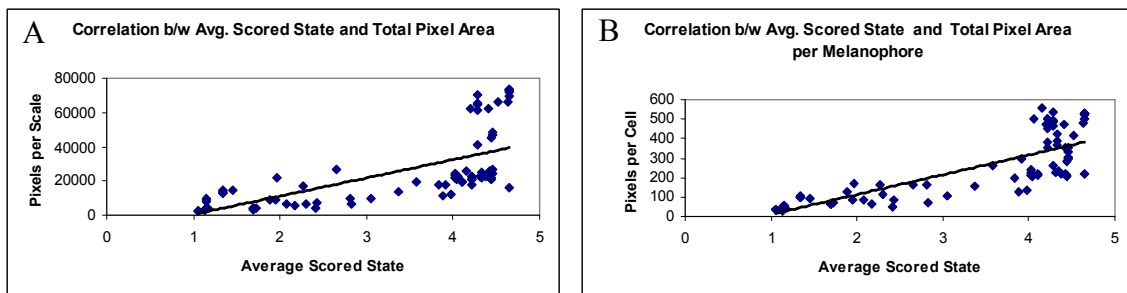 A
Correlation b/w Avg. Scored State and Total Pixel Area
Pixels per Scale
80000
60000
40000
20000
0
0 1 2 3 4 5
Average Scored State
B
Correlation b/w Avg. Scored State and Total Pixel Area
per Melanophore
Pixels per Cell
600
500
400
300
200
100
0
0 1 2 3 4 5
Average Scored State